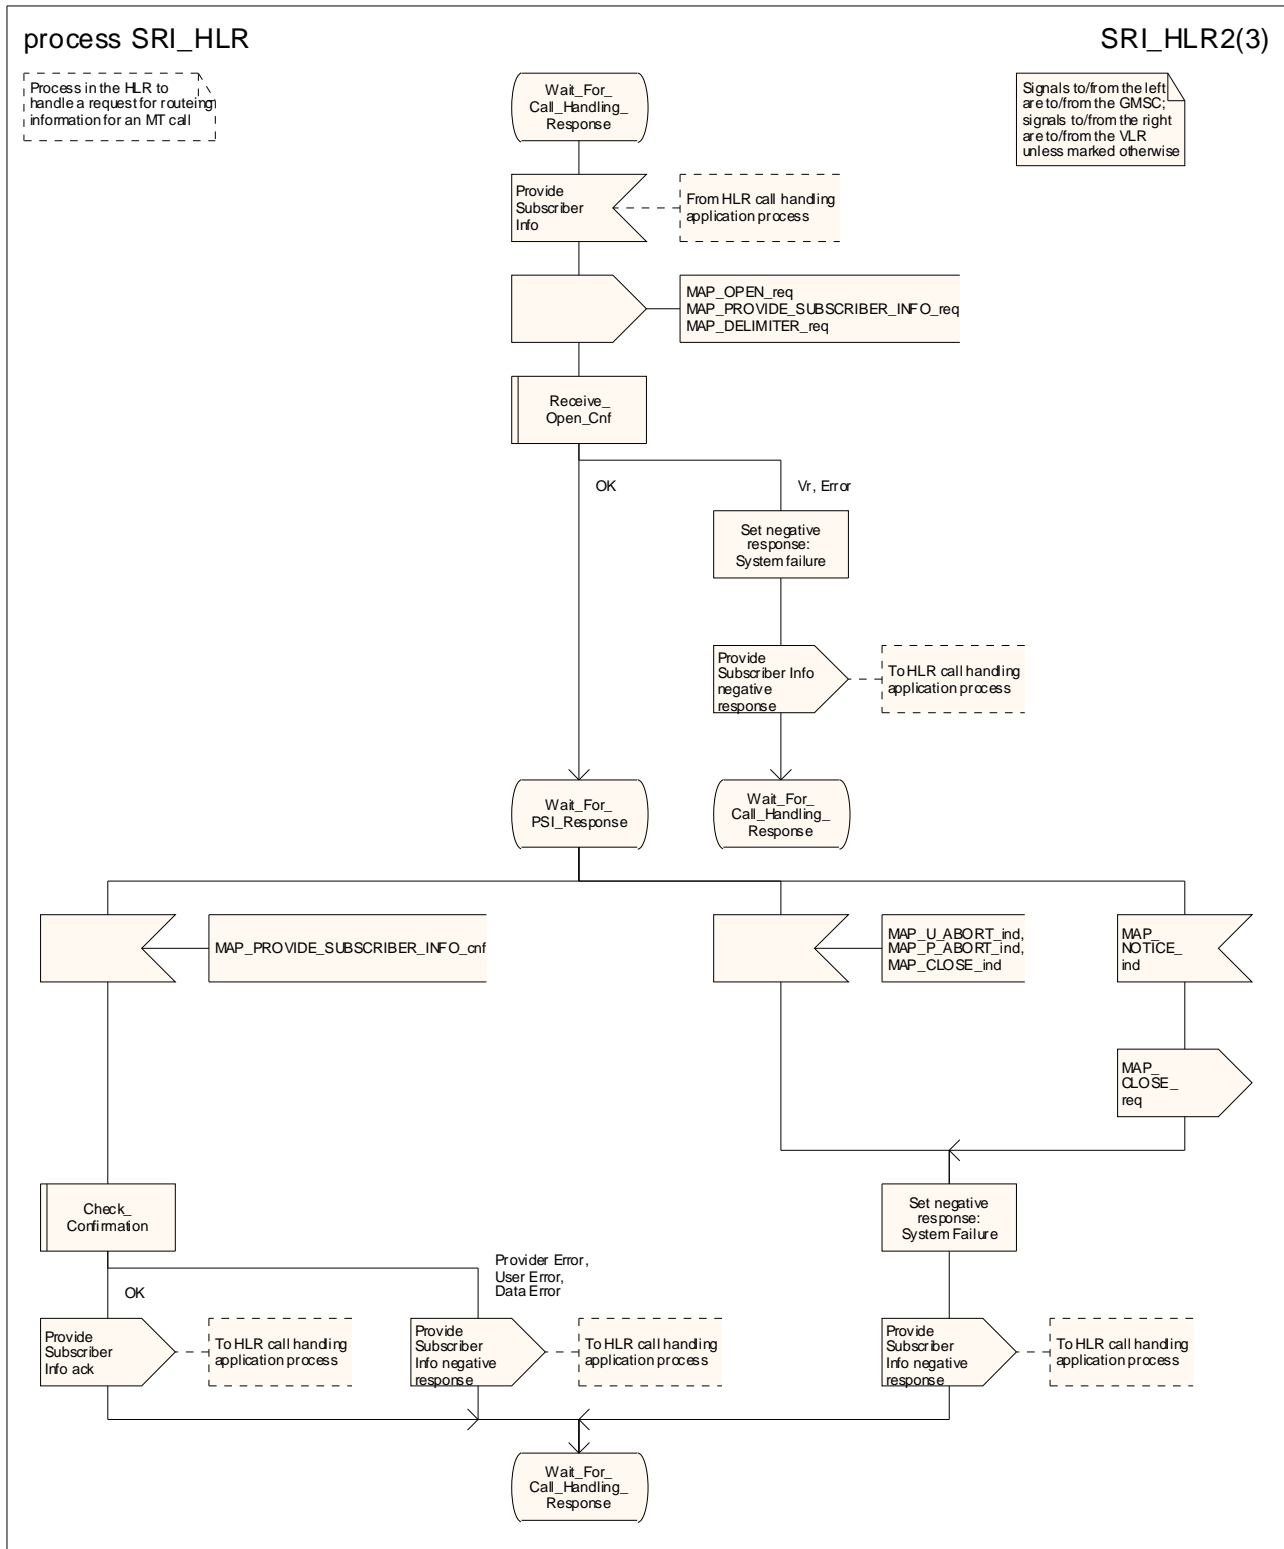 process SRI_HLR
SRI_HLR2(3)
Process in the HLR to
handle a request for routeing
information for an MT call
Wait_For_
Call_Handling_
Response
Signals to/from the left
are to/from the GMSC;
signals to/from the right
are to/from the VLR
unless marked otherwise
Provide
Subscriber
Info
From HLR call handling
application process
MAP_OPEN_req
MAP_PROVIDE_SUBSCRIBER_INFO_req
MAP_DELIMITER_req
Receive_
Open_Cnf
OK
Vr, Error
Set negative
response:
System failure
Provide
Subscriber Info
negative
response
To HLR call handling
application process
Wait_For_
PSI_Response
Wait_For_
Call_Handling_
Response
MAP_PROVIDE_SUBSCRIBER_INFO_cnf
MAP_U_ABORT_ind,
MAP_P_ABORT_ind,
MAP_CLOSE_ind
MAP_
NOTICE_
ind
MAP_
CLOSE_
req
Check_
Confirmation
Set negative
response:
System Failure
OK
Provider Error,
User Error,
Data Error
Provide
Subscriber
Info ack
To HLR call handling
application process
Provide
Subscriber
Info negative
response
To HLR call handling
application process
Provide
Subscriber
Info negative
response
To HLR call handling
application process
Wait_For_
Call_Handling_
Response